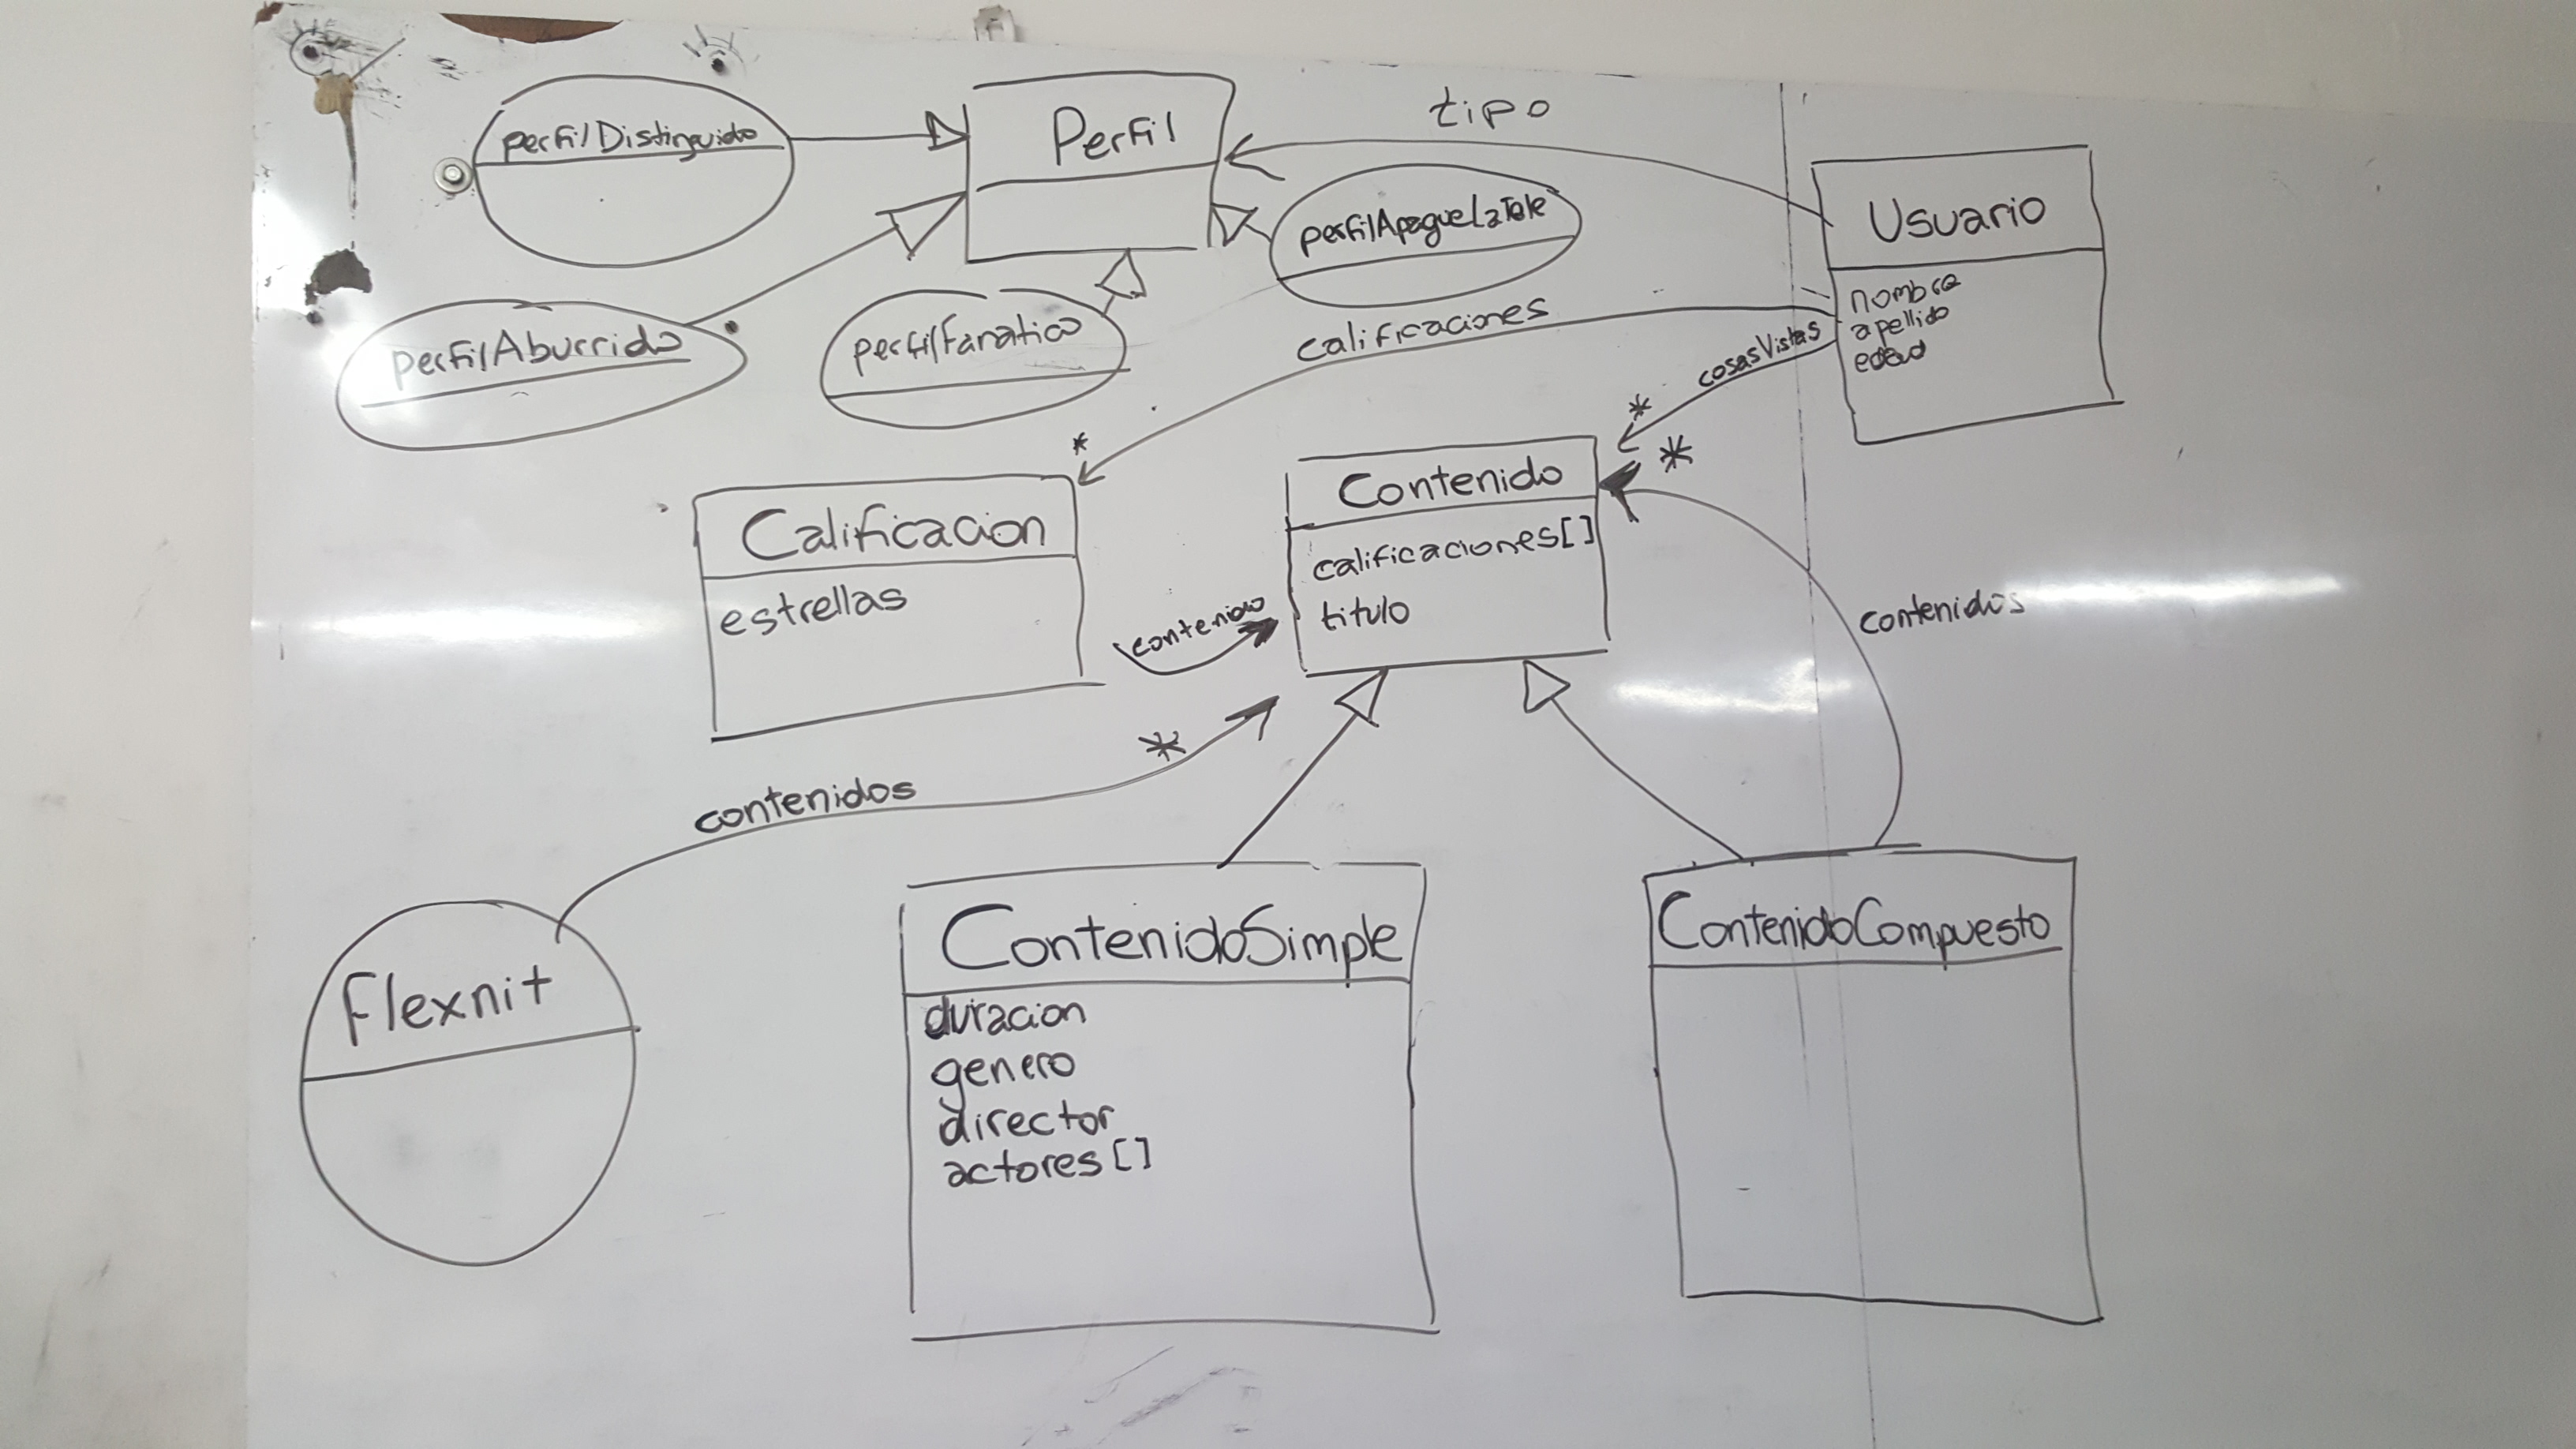 tipo
perfilDistinguido
Perfil
perfilApagueLaTele
Usuario
nombre
apellido
edad
perfilAburrido
perfilFanatico
calificaciones
cosasVistas
*
*
*
Calificacion
estrellas
Contenido
calificaciones[]
titulo
contenido
contenidos
*
contenidos
Flexnit
ContenidoSimple
duracion
genero
director
actores[]
ContenidoCompuesto